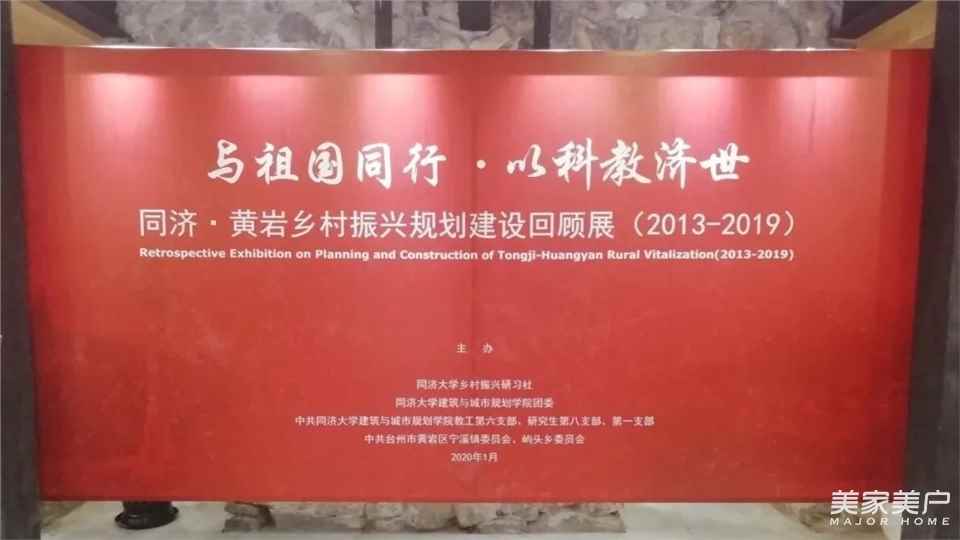 与祖国同行·以科教济世
同济·黄岩乡村振兴规划建设回顾展（2013-2019）
Retrospective Exhibition on Planning and Construction of Tongji-Huangyan Rural Vitalization(2013-2019)
主 办
同济大学乡村振兴研习社
同济大学建筑与城市规划学院团委
中共同济大学建筑与城市规划学院教工第六支部、研究生第八支部、第一支部
中共台州市黄岩区宁溪镇委员会、屿头乡委员会
2020年1月
美家美户
MAJOR HOME